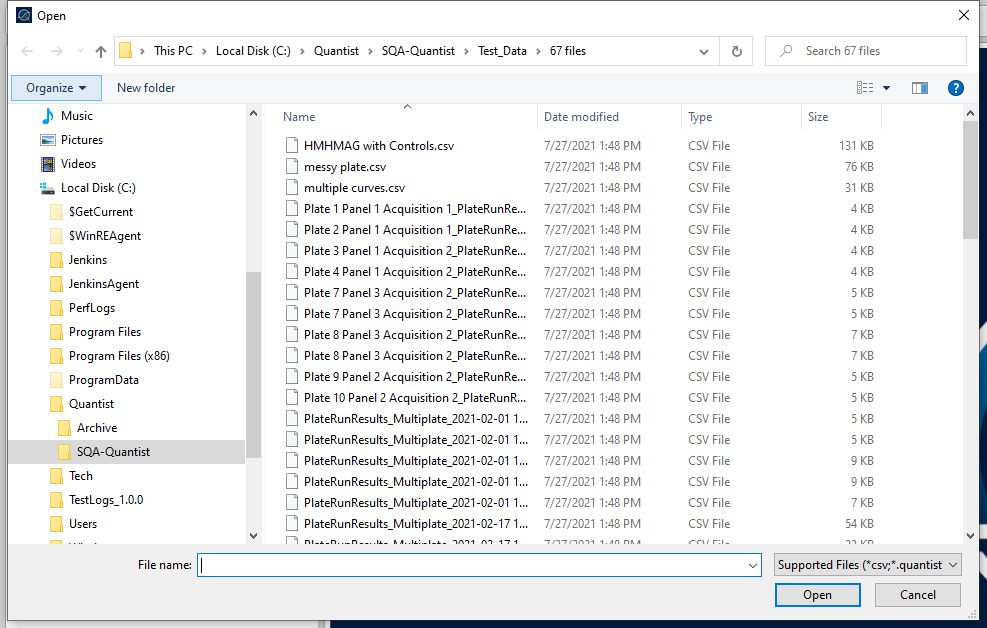 Open
This PC > Local Disk (C:) > Quantist > SQA-Quantist > Test_Data > 67 files
Search 67 files
Organize
New folder
Music
Pictures
Videos
Local Disk (C:)
$GetCurrent
$WinREAgent
Jenkins
JenkinsAgent
PerfLogs
Program Files
Program Files (x86)
ProgramData
Quantist
Archive
SQA-Quantist
Tech
TestLogs_1.0.0
Users
Name Date modified Type Size
HMHMAG with Controls.csv 7/27/2021 1:48 PM CSV File 131 KB
messy plate.csv 7/27/2021 1:48 PM CSV File 76 KB
multiple curves.csv 7/27/2021 1:48 PM CSV File 31 KB
Plate 1 Panel 1 Acquisition 1_PlateRunRe... 7/27/2021 1:48 PM CSV File 4 KB
Plate 2 Panel 1 Acquisition 1_PlateRunRe... 7/27/2021 1:48 PM CSV File 4 KB
Plate 3 Panel 1 Acquisition 2_PlateRunRe... 7/27/2021 1:48 PM CSV File 4 KB
Plate 4 Panel 1 Acquisition 2_PlateRunRe... 7/27/2021 1:48 PM CSV File 4 KB
Plate 7 Panel 3 Acquisition 2_PlateRunRe... 7/27/2021 1:48 PM CSV File 5 KB
Plate 7 Panel 3 Acquisition 2_PlateRunRe... 7/27/2021 1:48 PM CSV File 5 KB
Plate 8 Panel 3 Acquisition 2_PlateRunRe... 7/27/2021 1:48 PM CSV File 7 KB
Plate 8 Panel 3 Acquisition 2_PlateRunRe... 7/27/2021 1:48 PM CSV File 7 KB
Plate 9 Panel 2 Acquisition 2_PlateRunRe... 7/27/2021 1:48 PM CSV File 5 KB
Plate 10 Panel 2 Acquisition 2_PlateRunR... 7/27/2021 1:48 PM CSV File 5 KB
PlateRunResults_Multiplate_2021-02-01 1... 7/27/2021 1:48 PM CSV File 5 KB
PlateRunResults_Multiplate_2021-02-01 1... 7/27/2021 1:48 PM CSV File 5 KB
PlateRunResults_Multiplate_2021-02-01 1... 7/27/2021 1:48 PM CSV File 9 KB
PlateRunResults_Multiplate_2021-02-01 1... 7/27/2021 1:48 PM CSV File 9 KB
PlateRunResults_Multiplate_2021-02-01 1... 7/27/2021 1:48 PM CSV File 7 KB
PlateRunResults_Multiplate_2021-02-17 1... 7/27/2021 1:48 PM CSV File 54 KB
File name:
Supported Files (*csv;*.quantist
Open
Cancel